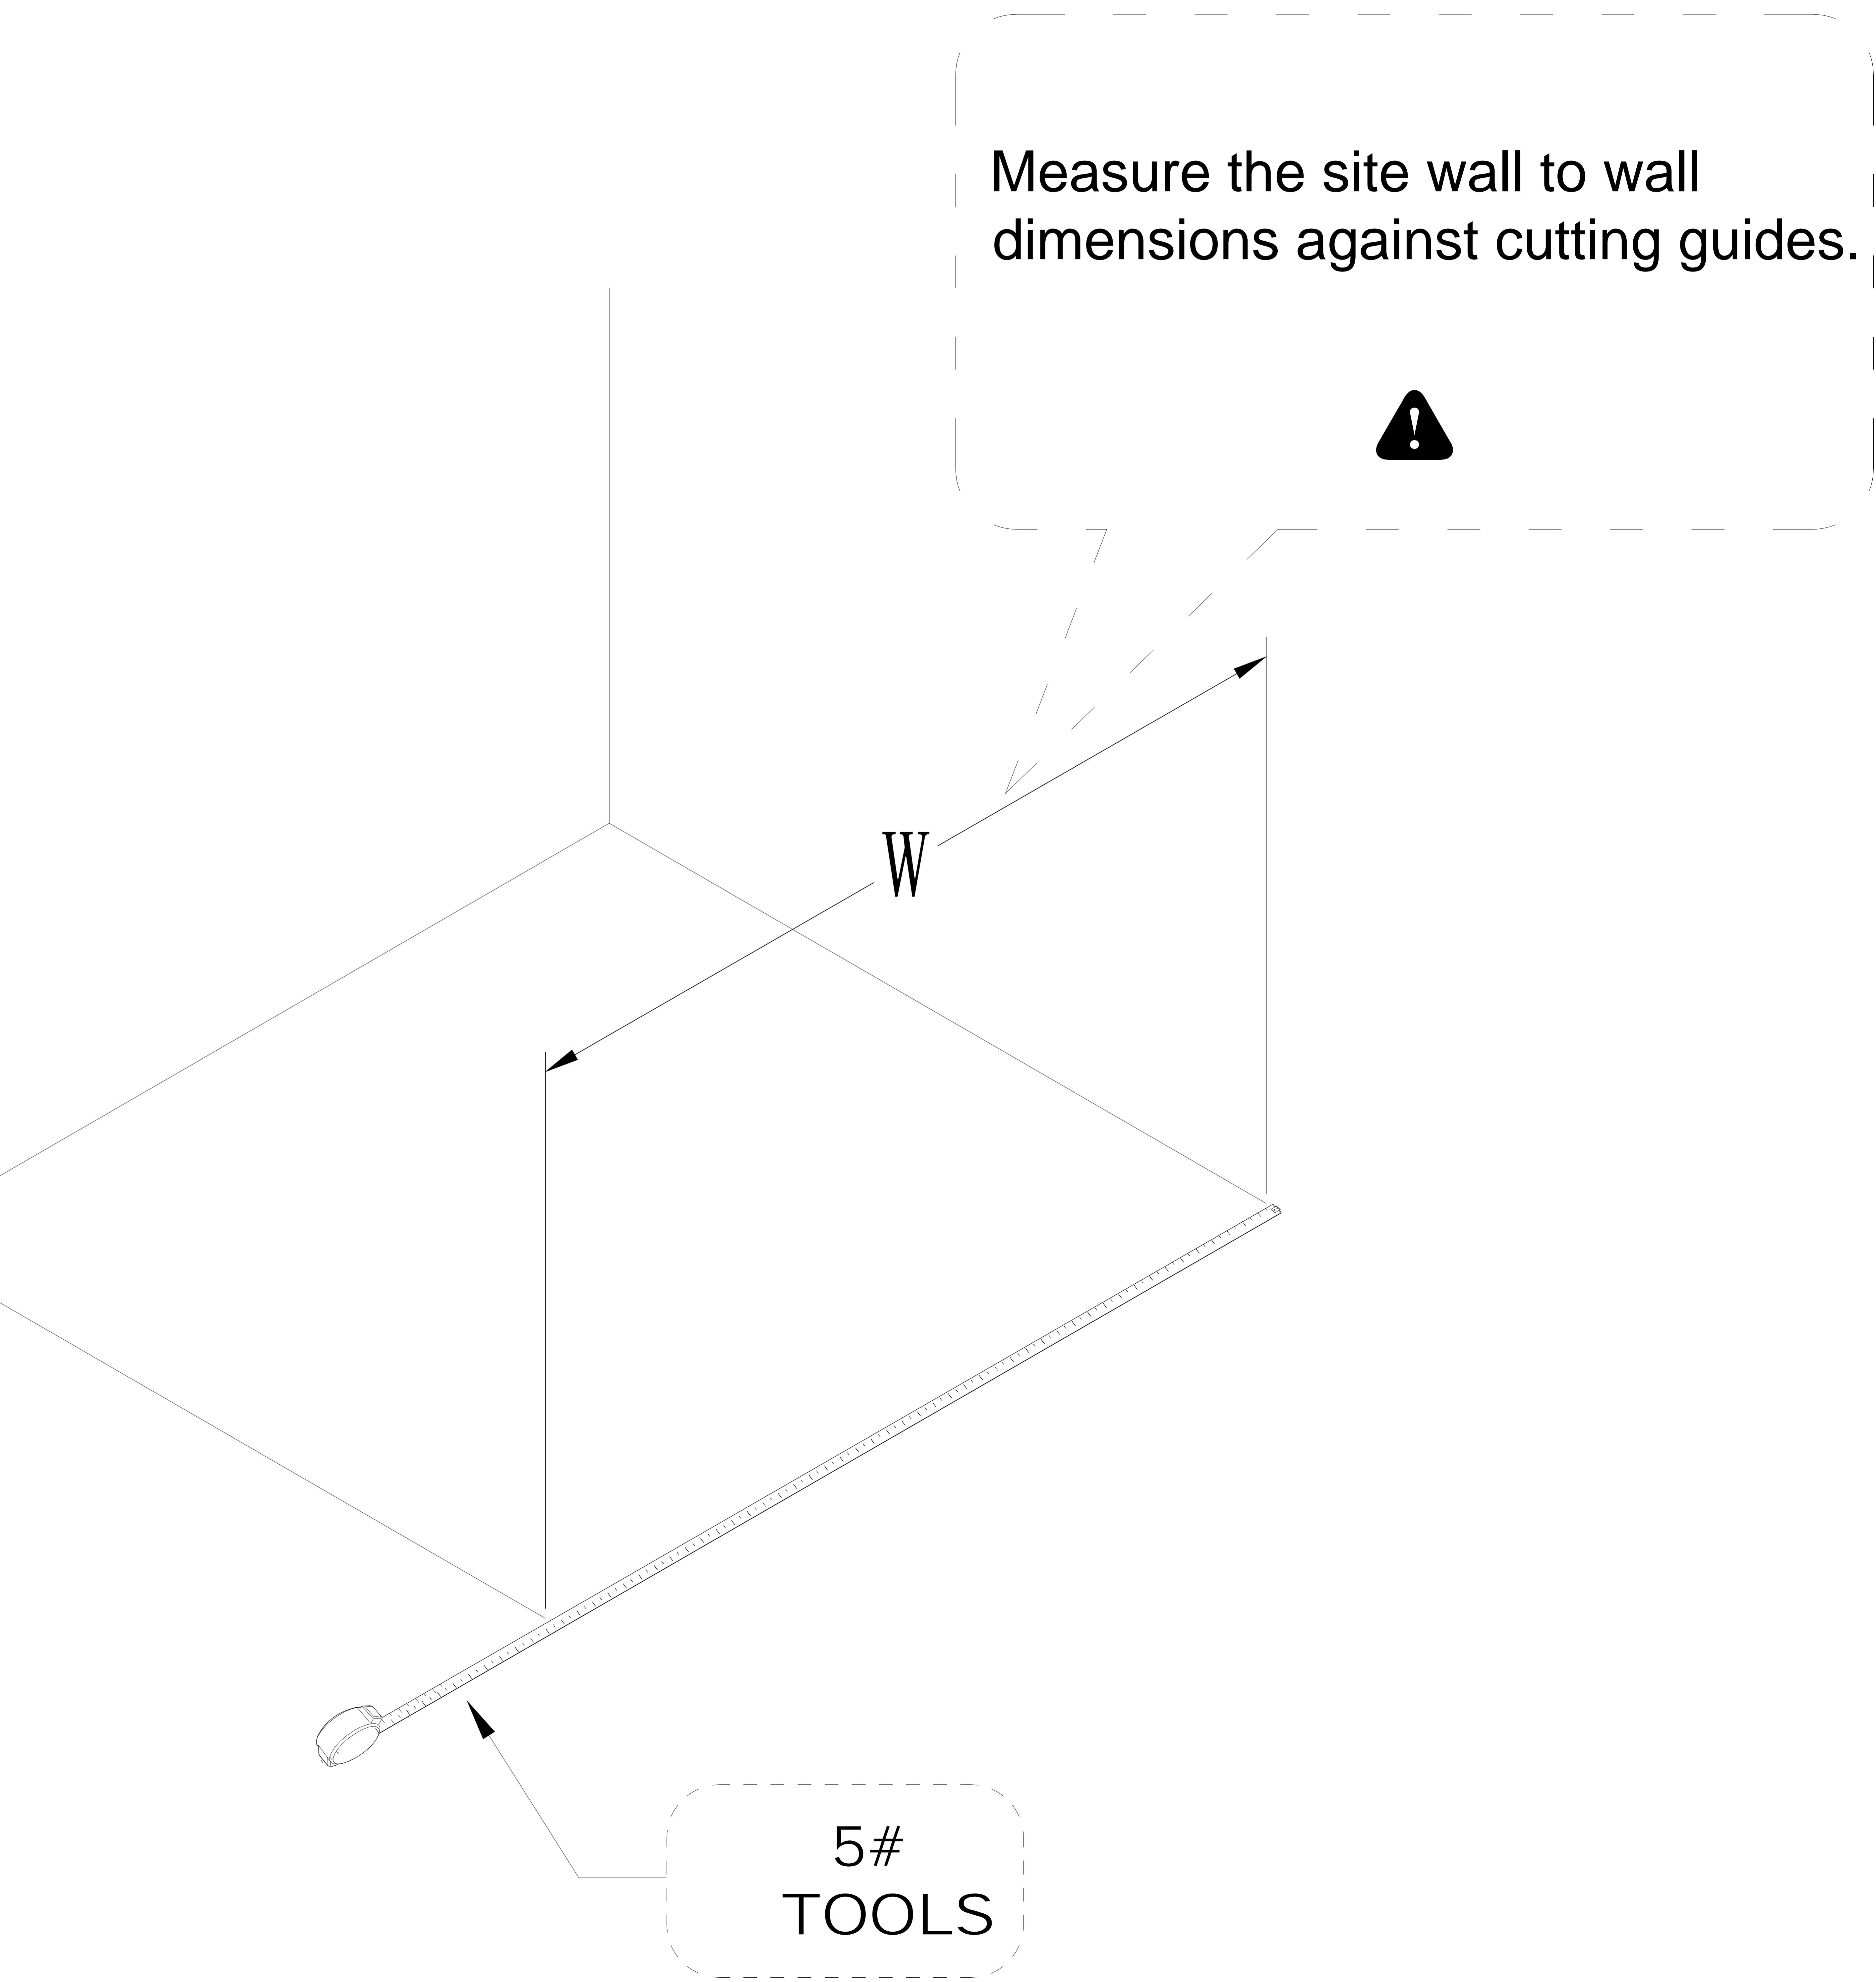 Measure the site wall to wall
dimensions against cutting guides.
W
5#
TOOLS